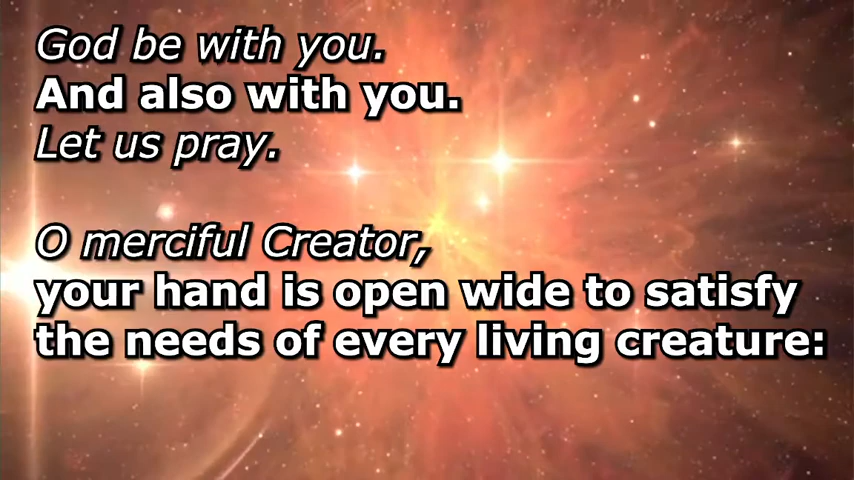 God be with you.
And also with you.
Let us pray.
O merciful Creator,
your hand is open wide to satisfy
the needs of every living creature: